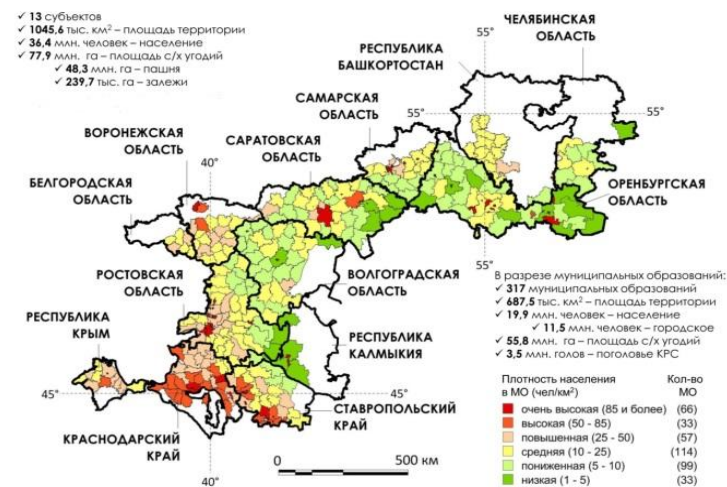 ✓ 13 субъектов
✓ 1045,6 тыс. км² – площадь территории
✓ 36,4 млн. человек – население
✓ 77,9 млн. га – площадь с/х угодий
✓ 48,3 млн. га – пашня
✓ 239,7 тыс. га – залежи
ЧЕЛЯБИНСКАЯ
ОБЛАСТЬ
55°
РЕСПУБЛИКА
БАШКОРТОСТАН
САМАРСКАЯ
ОБЛАСТЬ
55°
55°
ВОРОНЕЖСКАЯ
ОБЛАСТЬ
САРАТОВСКАЯ
ОБЛАСТЬ
40°
БЕЛГОРОДСКАЯ
ОБЛАСТЬ
ОРЕНБУРГСКАЯ
ОБЛАСТЬ
55°
РОСТОВСКАЯ
ОБЛАСТЬ
ВОЛГОГРАДСКАЯ
ОБЛАСТЬ
РЕСПУБЛИКА
КРЫМ
РЕСПУБЛИКА
КАЛМЫКИЯ
45°
45°
СТАВРОПОЛЬСКИЙ
КРАЙ
КРАСНОДАРСКИЙ
КРАЙ
40°
0 500 км
В разрезе муниципальных образований:
✓ 317 муниципальных образований
✓ 687,5 тыс. км² – площадь территории
✓ 19,9 млн. человек – население
✓ 11,5 млн. человек – городское
✓ 55,8 млн. га – площадь с/х угодий
✓ 3,5 млн. голов – поголовье КРС
Плотность населения Кол-во
в МО (чел/км²) МО
очень высокая (85 и более) (66)
высокая (50 - 85) (33)
повышенная (25 - 50) (57)
средняя (10 - 25) (114)
пониженная (5 - 10) (99)
низкая (1 - 5) (33)